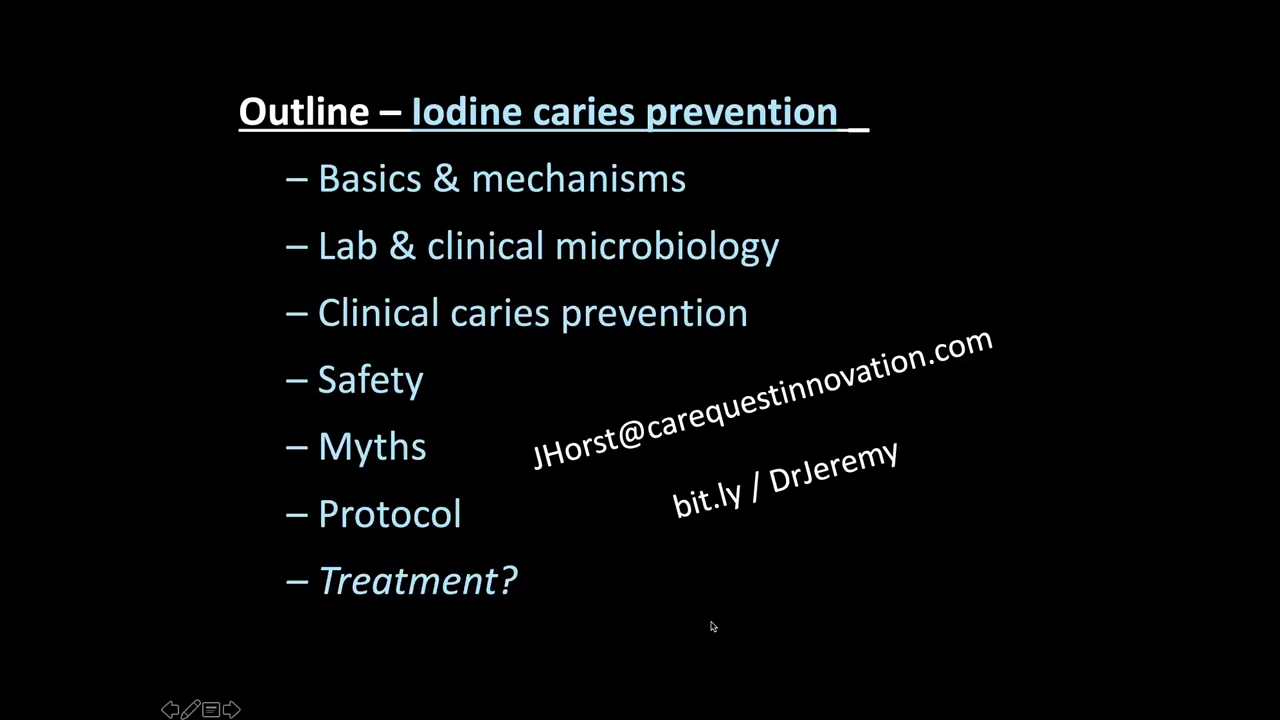 Outline – Iodine caries prevention _
– Basics & mechanisms
– Lab & clinical microbiology
– Clinical caries prevention
– Safety
– Myths
– Protocol
– Treatment?
JHorst@carequestinnovation.com
bit.ly / DrJeremy